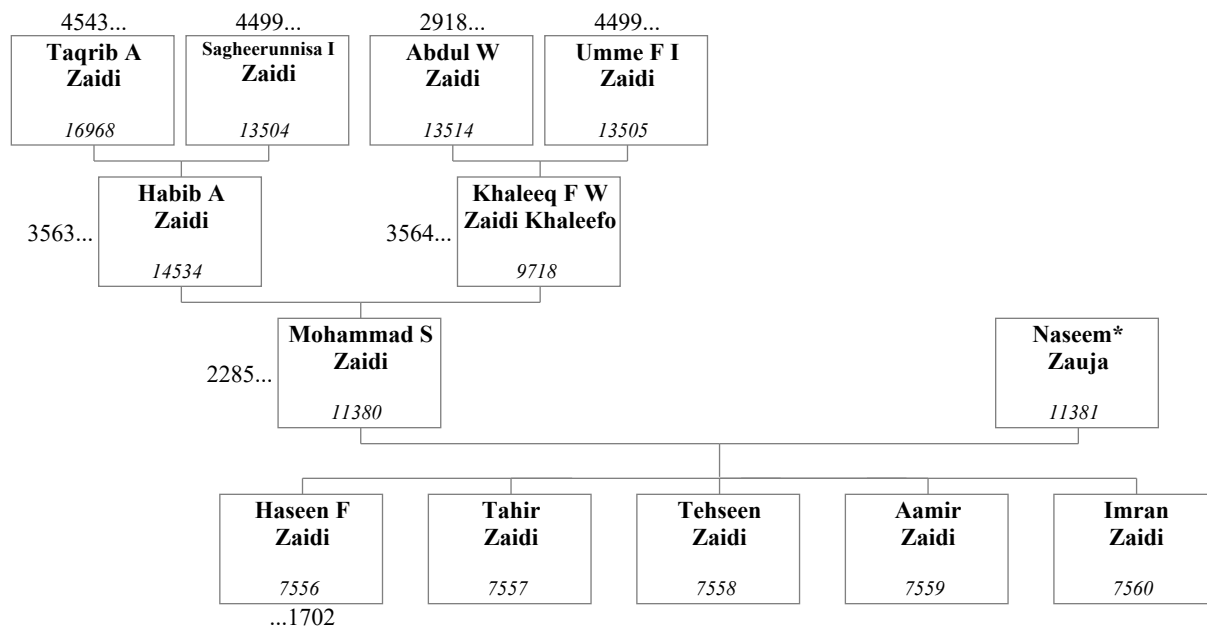 4543...
4499...
2918...
4499...
Taqrib A
Zaidi
16968
Sagheerunnisa I
Zaidi
13504
Abdul W
Zaidi
13514
Umme F I
Zaidi
13505
3563...
Habib A
Zaidi
14534
3564...
Khaleeq F W
Zaidi Khaleefo
9718
2285...
Mohammad S
Zaidi
11380
Naseem*
Zauja
11381
Haseen F
Zaidi
7556
...1702
Tahir
Zaidi
7557
Tehseen
Zaidi
7558
Aamir
Zaidi
7559
Imran
Zaidi
7560